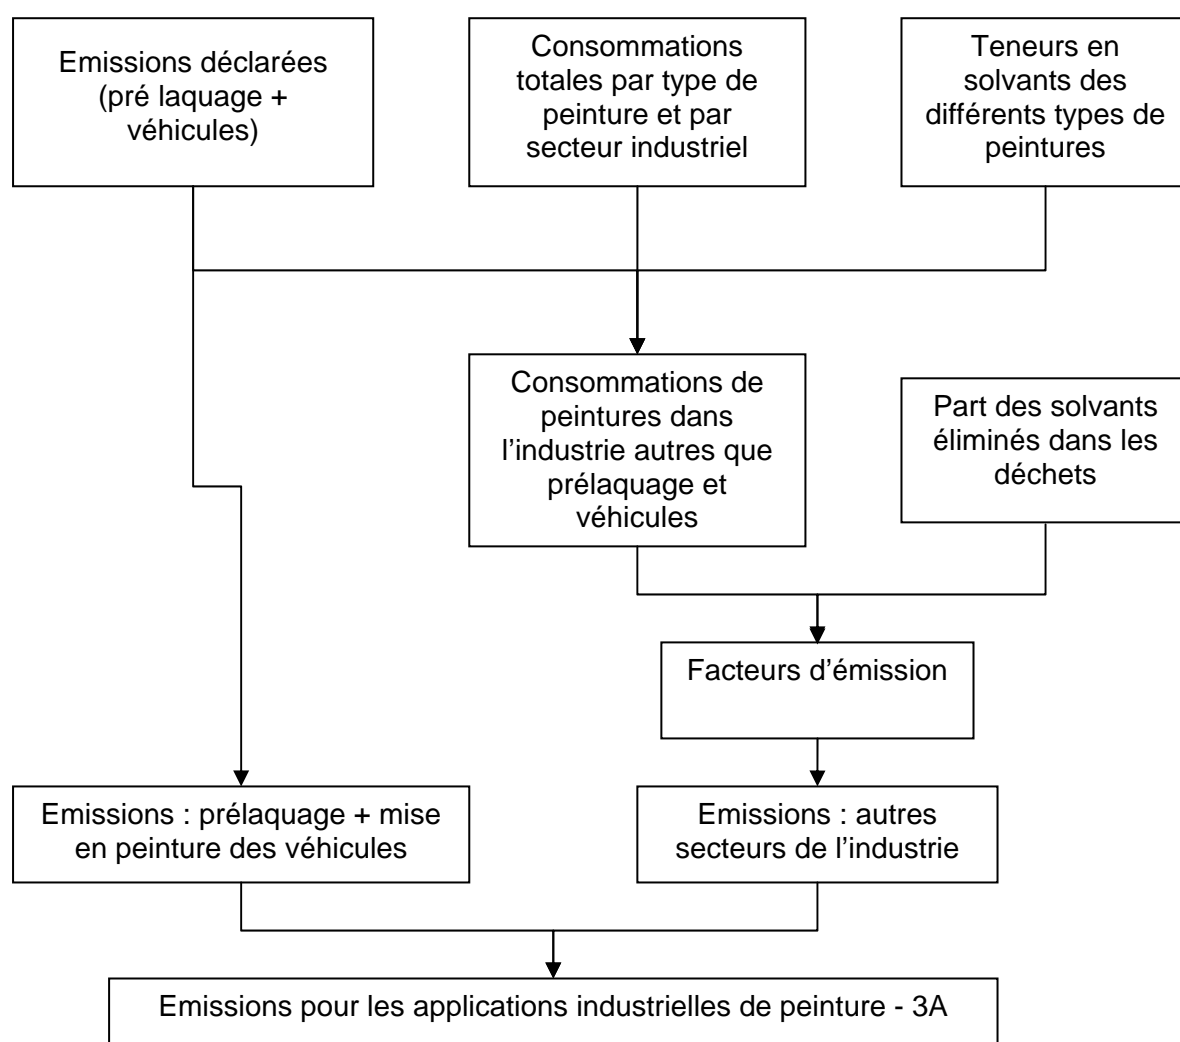 Emissions déclarées
(pré laquage +
véhicules)
Consommations
totales par type de
peinture et par
secteur industriel
Teneurs en
solvants des
différents types de
peintures
Consommations de
peintures dans
l’industrie autres que
prélaquage et
véhicules
Part des solvants
éliminés dans les
déchets
Facteurs d’émission
Emissions : prélaquage + mise
en peinture des véhicules
Emissions : autres
secteurs de l’industrie
Emissions pour les applications industrielles de peinture - 3A